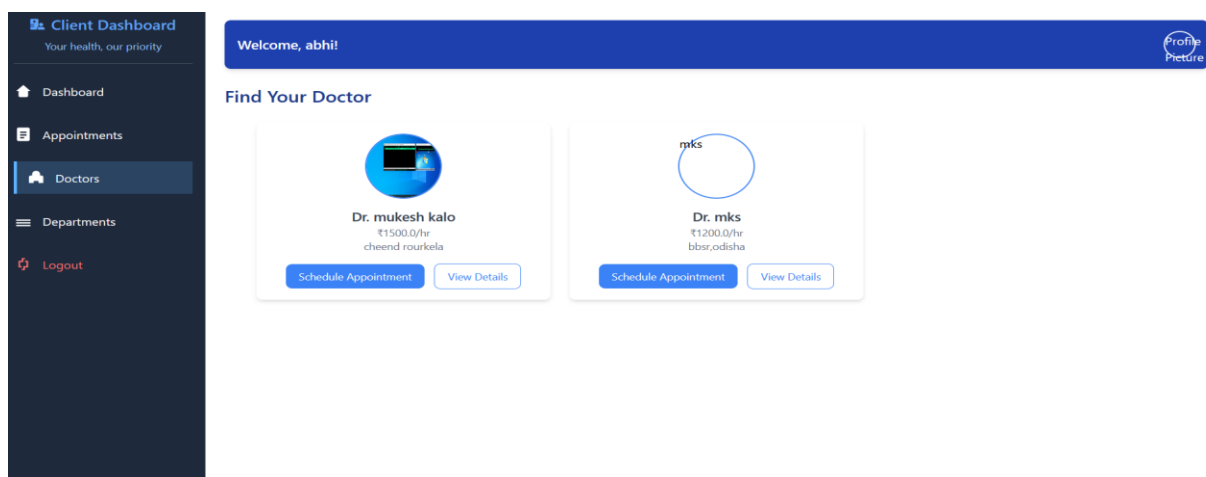 Client Dashboard
Your health, our priority
Dashboard
Appointments
Doctors
Departments
Logout
Welcome, abhi!
Profile
Picture
Find Your Doctor
Dr. mukesh kalo
₹1500.0/hr
cheend rourkela
Schedule Appointment
View Details
mks
Dr. mks
₹1200.0/hr
bbsr,odisha
Schedule Appointment
View Details